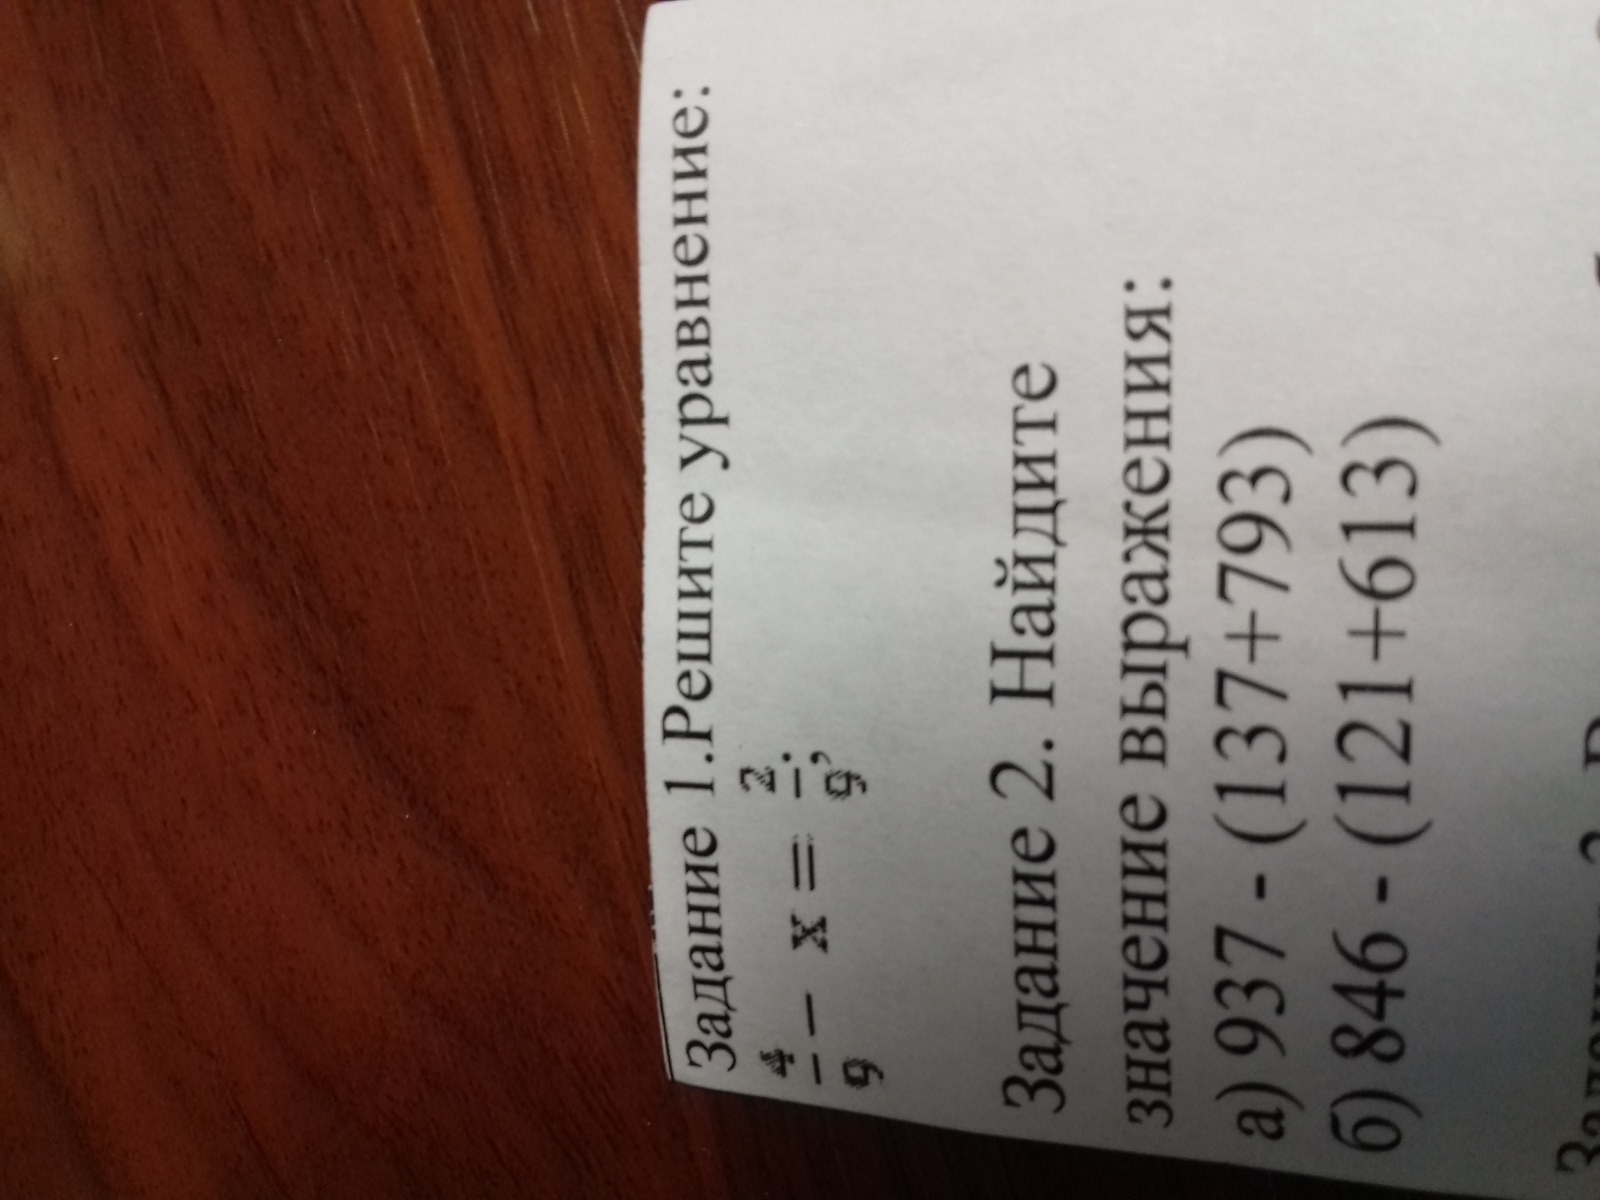 Задание 1.Решите уравнение:
4/9 − x = 2/9;
Задание 2. Найдите
значение выражения:
а) 937 - (137+793)
б) 846 - (121+613)